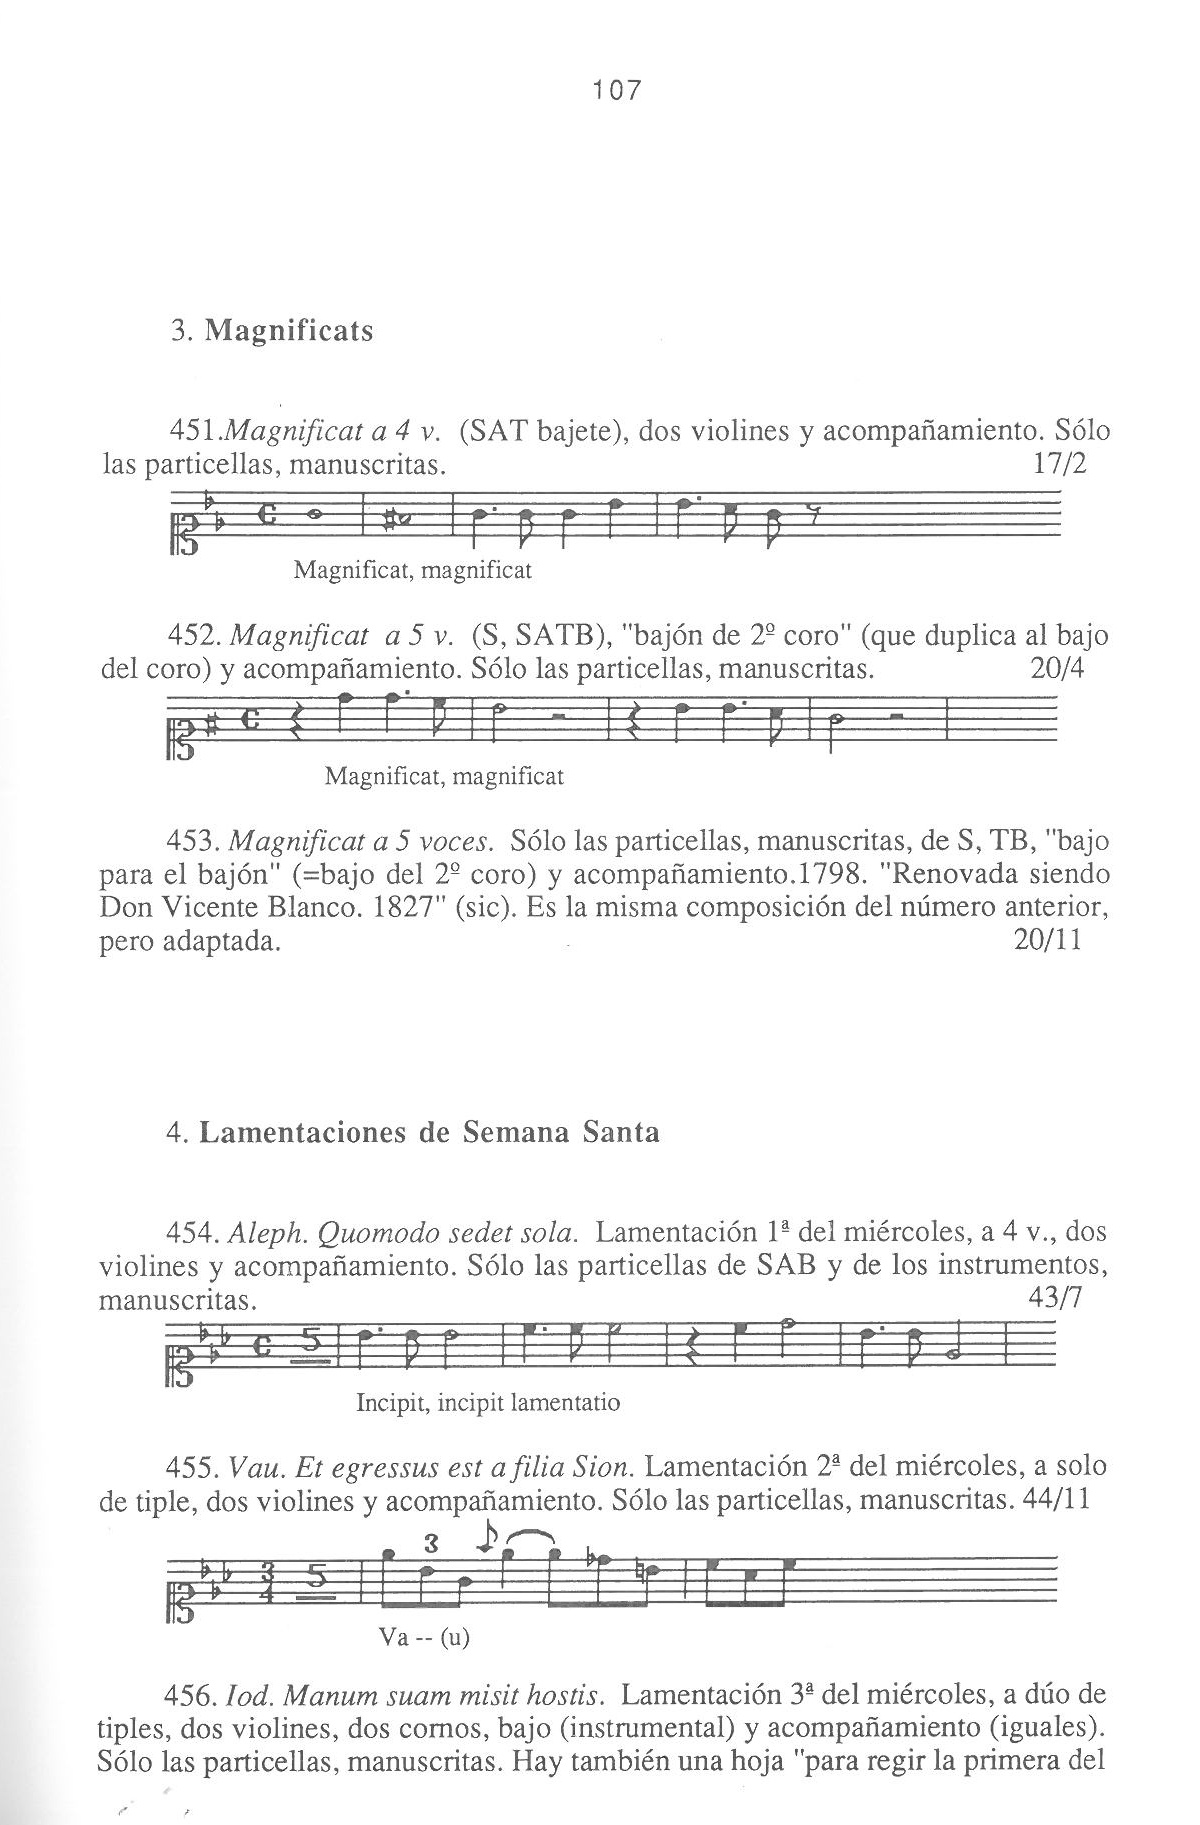 107
3. Magnificats
451.Magnificat a 4 v. (SAT bajete), dos violines y acompañamiento. Sólo
las particellas, manuscritas. 17/2
Magnificat, magnificat
452. Magnificat a 5 v. (S, SATB), "bajón de 2º coro" (que duplica al bajo
del coro) y acompañamiento. Sólo las particellas, manuscritas. 20/4
Magnificat, magnificat
453. Magnificat a 5 voces. Sólo las particellas, manuscritas, de S, TB, "bajo
para el bajón" (=bajo del 2º coro) y acompañamiento.1798. "Renovada siendo
Don Vicente Blanco. 1827" (sic). Es la misma composición del número anterior,
pero adaptada. 20/11
4. Lamentaciones de Semana Santa
454. Aleph. Quomodo sedet sola. Lamentación 1ª del miércoles, a 4 v., dos
violines y acompañamiento. Sólo las particellas de SAB y de los instrumentos,
manuscritas. 43/7
5
Incipit, incipit lamentatio
455. Vau. Et egressus est a filia Sion. Lamentación 2ª del miércoles, a solo
de tiple, dos violines y acompañamiento. Sólo las particellas, manuscritas. 44/11
3
3/4 5
Va -- (u)
456. Iod. Manum suam misit hostis. Lamentación 3ª del miércoles, a dúo de
tiples, dos violines, dos cornos, bajo (instrumental) y acompañamiento (iguales).
Sólo las particellas, manuscritas. Hay también una hoja "para regir la primera del